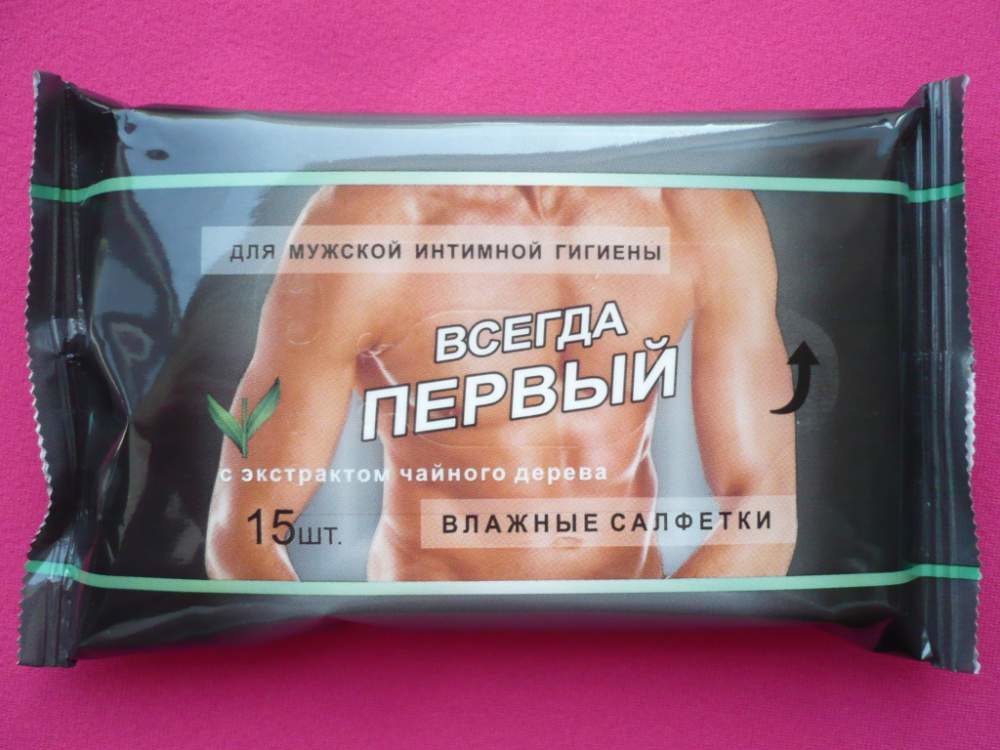 ДЛЯ МУЖСКОЙ ИНТИМНОЙ ГИГИЕНЫ
ВСЕГДА
ПЕРВЫЙ
с экстрактом чайного дерева
15шт.
ВЛАЖНЫЕ САЛФЕТКИ